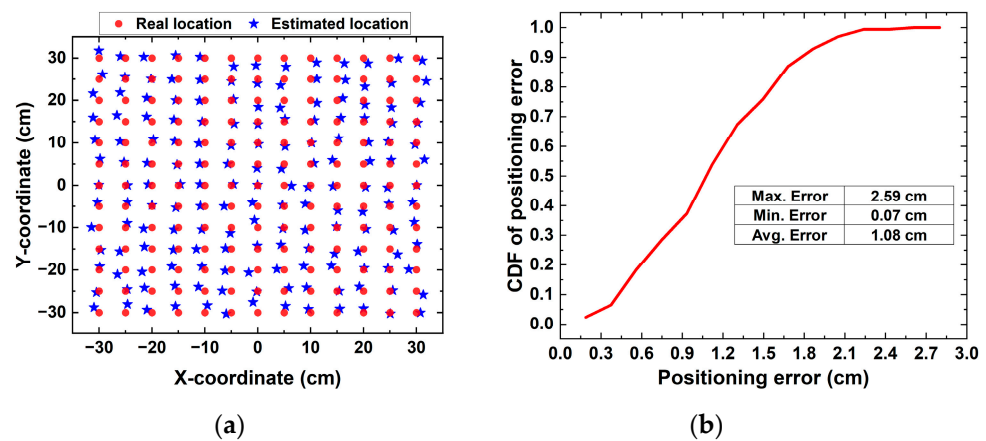 Real location Estimated location
Y-coordinate (cm)
30
20
10
0
−10
−20
−30
−30 −20 −10 0 10 20 30
X-coordinate (cm)
(a)
CDF of positioning error
1.0
0.9
0.8
0.7
0.6
0.5
0.4
0.3
0.2
0.1
0.0
Max. Error 2.59 cm
Min. Error 0.07 cm
Avg. Error 1.08 cm
0.0 0.3 0.6 0.9 1.2 1.5 1.8 2.1 2.4 2.7 3.0
Positioning error (cm)
(b)